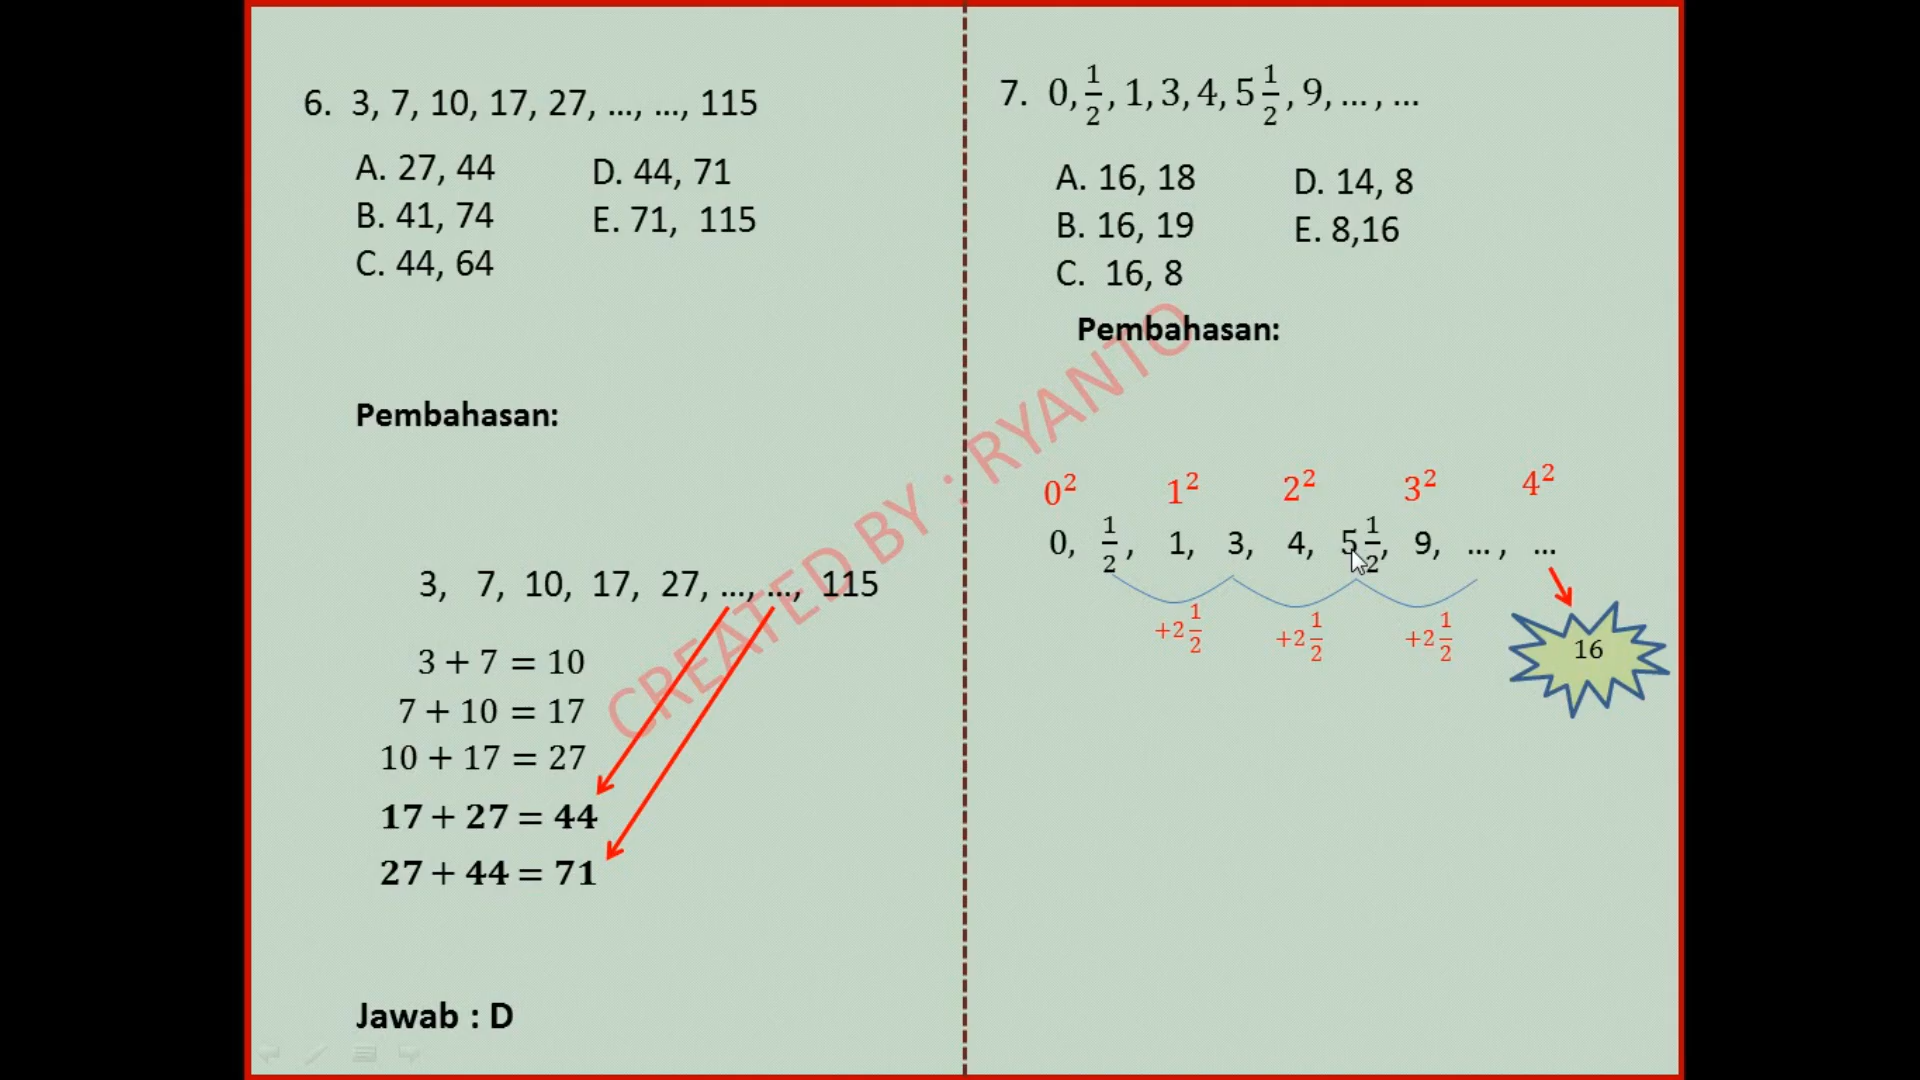 6. 3, 7, 10, 17, 27, ..., ..., 115
A. 27, 44
D. 44, 71
B. 41, 74
E. 71, 115
C. 44, 64
Pembahasan:
3, 7, 10, 17, 27, ..., ..., 115
3 + 7 = 10
7 + 10 = 17
10 + 17 = 27
17 + 27 = 44
27 + 44 = 71
Jawab : D
7. 0, 1/2, 1, 3, 4, 5 1/2, 9, ... , ...
A. 16, 18
D. 14, 8
B. 16, 19
E. 8,16
C. 16, 8
Pembahasan:
0² 1² 2² 3² 4²
0, 1/2, 1, 3, 4, 5 1/2, 9, ... , ...
+2 1/2 +2 1/2 +2 1/2
16
CREATED BY : RYANTO